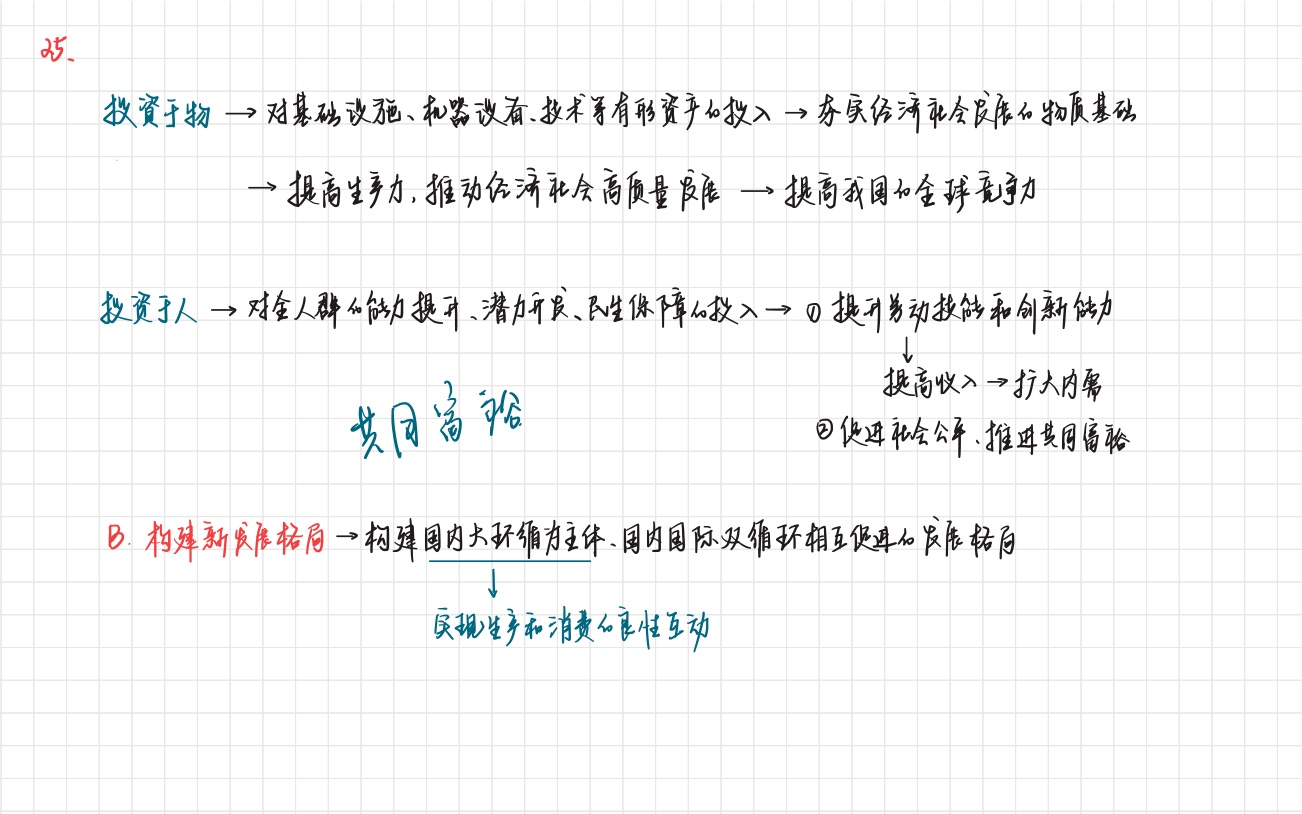 25、
投资于物 → 对基础设施、机器设备、技术等有形资产的投入 → 夯实经济社会发展的物质基础
→ 提高生产力,推动经济社会高质量发展 → 提高我国的全球竞争力
投资于人 → 对全人群的能力提升、潜力开发、民生保障的投入 → ① 提升劳动技能和创新能力
↓
提高收入 → 扩大内需
共同富裕
② 促进社会公平、推进共同富裕
B. 构建新发展格局 → 构建国内大环循为主体、国内国际双循环相互促进的发展格局
↓
实现生产和消费的良性互动